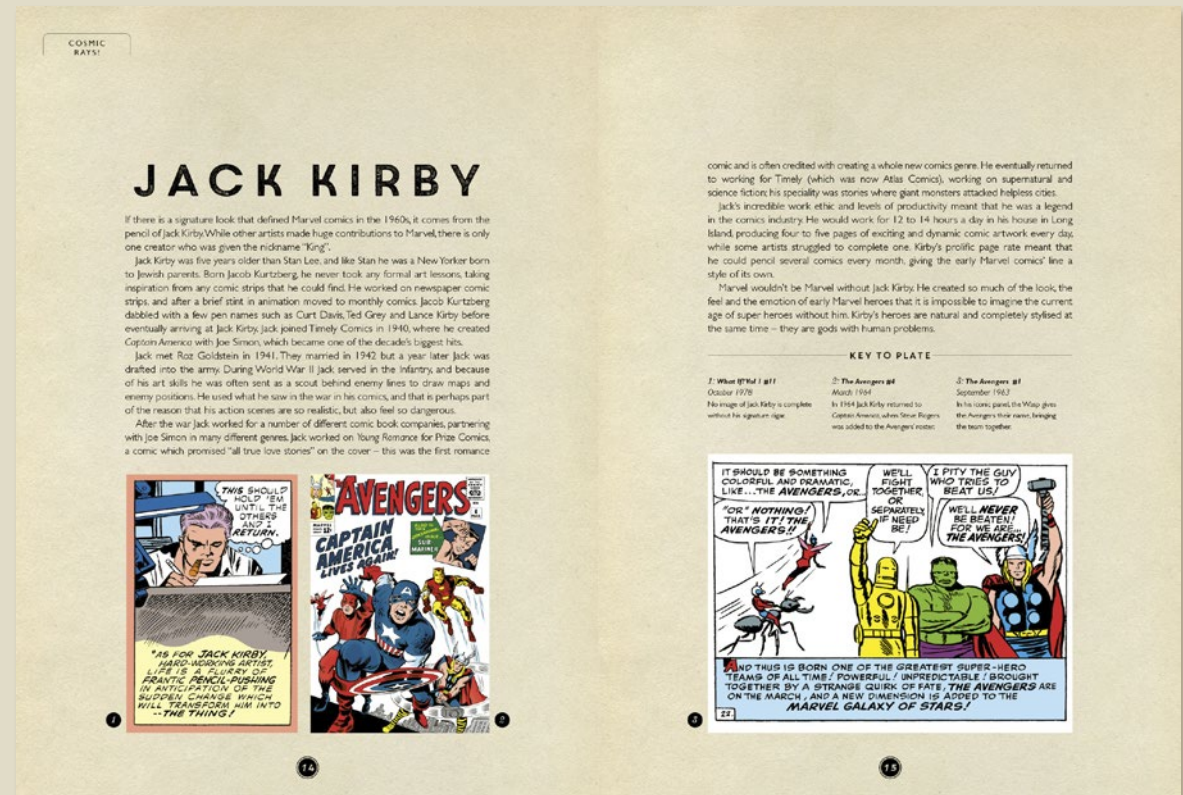 COSMIC
RAYS!
JACK KIRBY
If there is a signature look that defined Marvel comics in the 1960s, it comes from the
pencil of Jack Kirby. While other artists made huge contributions to Marvel, there is only
one creator who was given the nickname "King".
Jack Kirby was five years older than Stan Lee, and like Stan he was a New Yorker born
to Jewish parents. Born Jacob Kurtzberg, he never took any formal art lessons, taking
inspiration from any comic strips that he could find. He worked on newspaper comic
strips, and after a brief stint in animation moved to monthly comics. Jacob Kurtzberg
dabbled with a few pen names such as Curt Davis, Ted Grey and Lance Kirby before
eventually arriving at Jack Kirby. Jack joined Timely Comics in 1940, where he created
Captain America with Joe Simon, which became one of the decade's biggest hits.
Jack met Roz Goldstein in 1941. They married in 1942 but a year later Jack was
drafted into the army. During World War II Jack served in the Infantry, and because
of his art skills he was often sent as a scout behind enemy lines to draw maps and
enemy positions. He used what he saw in the war in his comics, and that is perhaps part
of the reason that his action scenes are so realistic, but also feel so dangerous.
After the war Jack worked for a number of different comic book companies, partnering
with Joe Simon in many different genres. Jack worked on Young Romance for Prize Comics,
a comic which promised "all true love stories" on the cover – this was the first romance
THIS SHOULD
HOLD 'EM
UNTIL THE
OTHERS
AND I
RETURN.
"AS FOR JACK KIRBY,
HARD-WORKING ARTIST,
LIFE IS A FLURRY OF
FRANTIC PENCIL-PUSHING
IN ANTICIPATION OF THE
SUDDEN CHANGE WHICH
WILL TRANSFORM HIM INTO
--THE THING!
1
THE AVENGERS
MARVEL
4
CAPTAIN
AMERICA
LIVES AGAIN!
SUB
MARINER
2
14
comic and is often credited with creating a whole new comics genre. He eventually returned
to working for Timely (which was now Atlas Comics), working on supernatural and
science fiction; his speciality was stories where giant monsters attacked helpless cities.
Jack's incredible work ethic and levels of productivity meant that he was a legend
in the comics industry. He would work for 12 to 14 hours a day in his house in Long
Island, producing four to five pages of exciting and dynamic comic artwork every day,
while some artists struggled to complete one. Kirby's prolific page rate meant that
he could pencil several comics every month, giving the early Marvel comics' line a
style of its own.
Marvel wouldn't be Marvel without Jack Kirby. He created so much of the look, the
feel and the emotion of early Marvel heroes that it is impossible to imagine the current
age of super heroes without him. Kirby's heroes are natural and completely stylised at
the same time – they are gods with human problems.
KEY TO PLATE
1: What If? Vol 1 #11
October 1978
No image of Jack Kirby is complete
without his signature cigar.
2: The Avengers #4
March 1964
In 1964 Jack Kirby returned to
Captain America, when Steve Rogers
was added to the Avengers' roster.
3: The Avengers #1
September 1963
In his iconic panel, the Wasp gives
the Avengers their name, bringing
the team together.
IT SHOULD BE SOMETHING
COLORFUL AND DRAMATIC,
LIKE...THE AVENGERS, OR...
"OR" NOTHING!
THAT'S IT! THE
AVENGERS!!
WE'LL
FIGHT
TOGETHER,
OR
SEPARATELY
IF NEED
BE!
I PITY THE GUY
WHO TRIES TO
BEAT US!
WE'LL NEVER
BE BEATEN!
FOR WE ARE...
THE AVENGERS!
AND THUS IS BORN ONE OF THE GREATEST SUPER-HERO
TEAMS OF ALL TIME! POWERFUL! UNPREDICTABLE! BROUGHT
TOGETHER BY A STRANGE QUIRK OF FATE, THE AVENGERS ARE
ON THE MARCH, AND A NEW DIMENSION IS ADDED TO THE
MARVEL GALAXY OF STARS!
22.
3
15